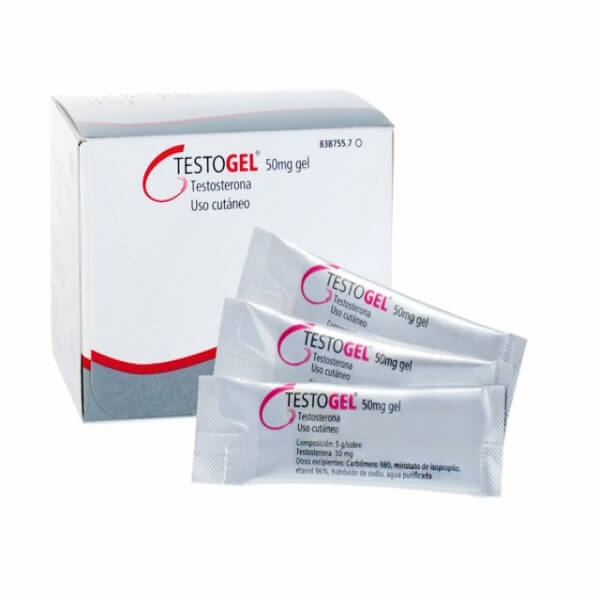 838755.7 O
TESTOGEL® 50mg gel
Testosterona
Uso cutáneo
TESTOGEL® 50mg gel
Testosterona
Uso cutáneo
TESTOGEL® 50mg gel
Testosterona
Uso cutáneo
TESTOGEL® 50mg gel
Testosterona
Uso cutáneo
Composición: 5 g/sobre
Testosterona 50 mg
Otros excipientes: Carbómero 980, miristato de isopropilo,
etanol 96%, hidróxido de sodio, agua purificada